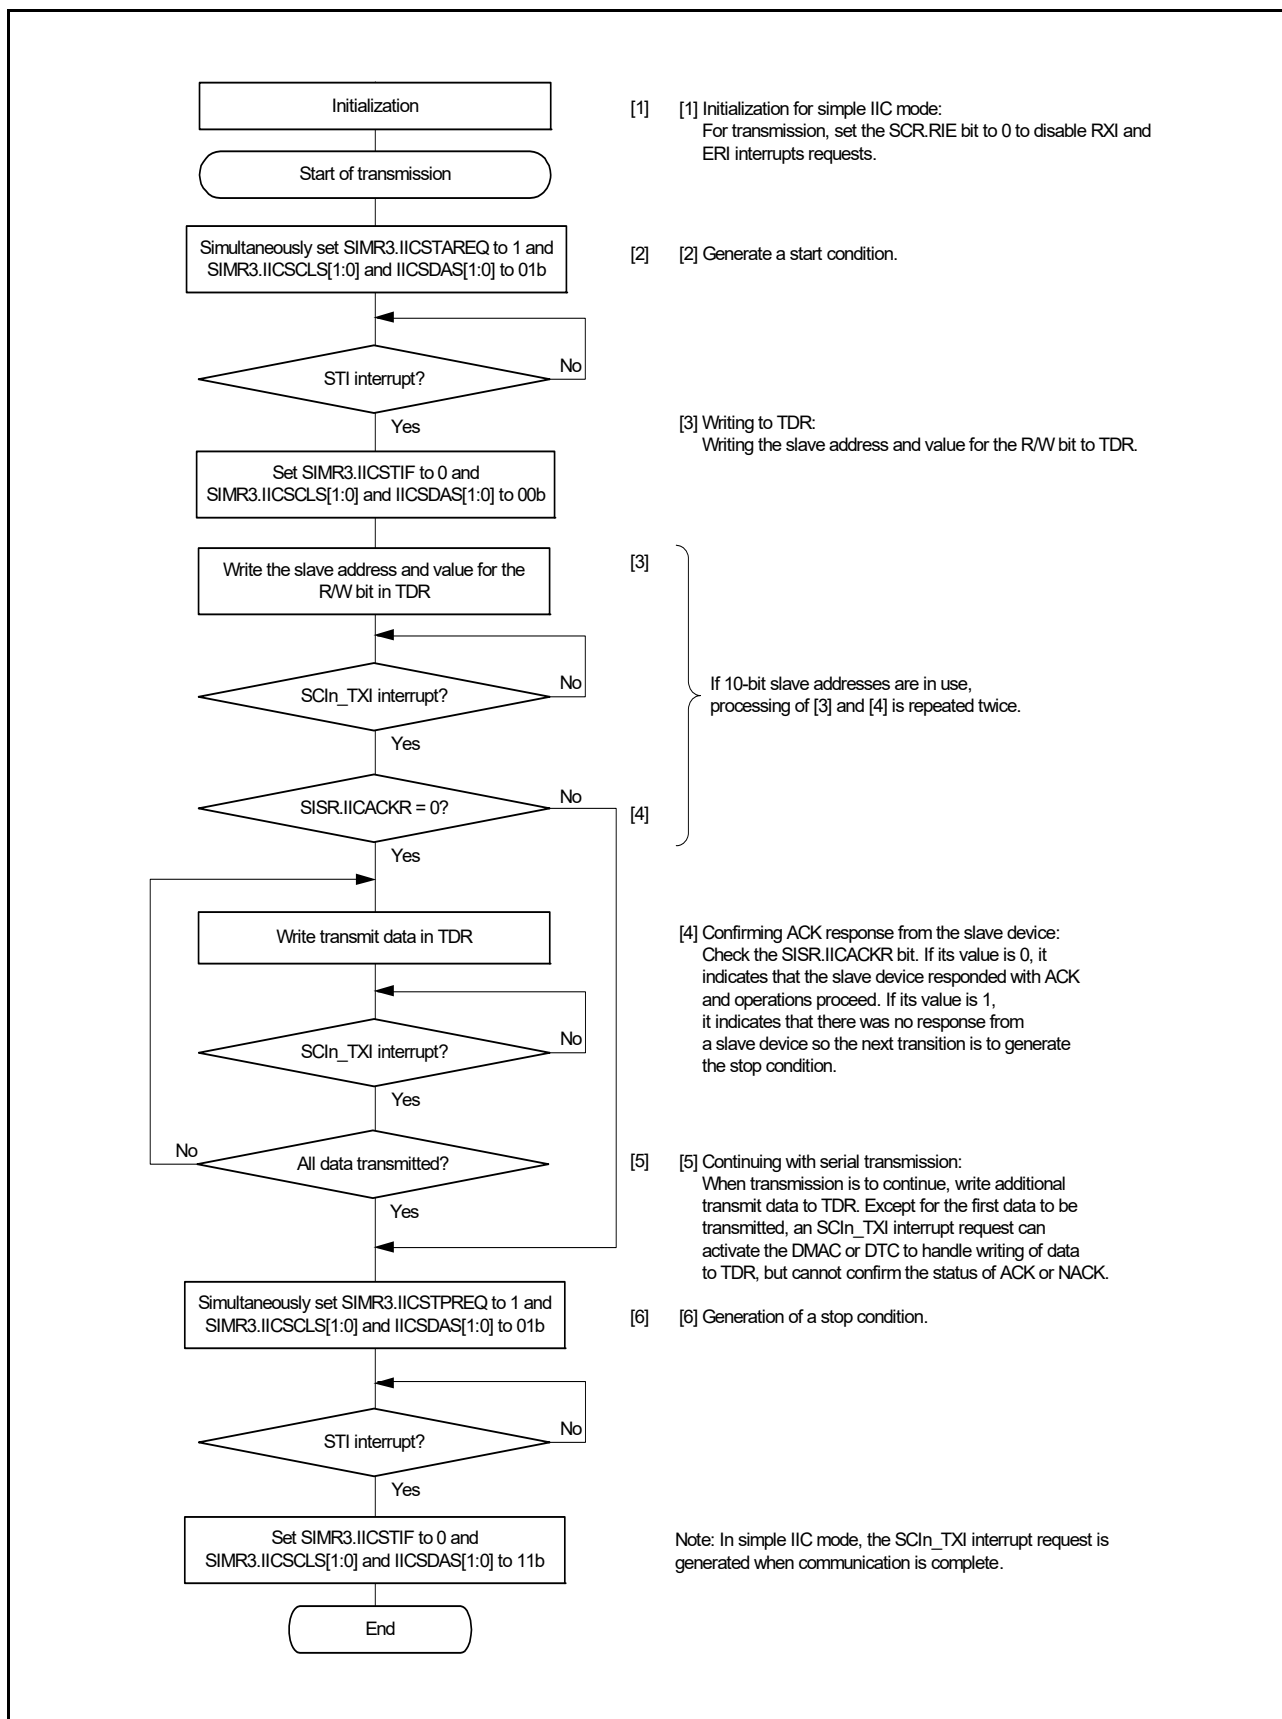 Initialization
[1]
[1] Initialization for simple IIC mode:
For transmission, set the SCR.RIE bit to 0 to disable RXI and
ERI interrupts requests.
Start of transmission
Simultaneously set SIMR3.IICSTAREQ to 1 and
SIMR3.IICSCLS[1:0] and IICSDAS[1:0] to 01b
[2]
[2] Generate a start condition.
STI interrupt?
No
Yes
[3] Writing to TDR:
Writing the slave address and value for the R/W bit to TDR.
Set SIMR3.IICSTIF to 0 and
SIMR3.IICSCLS[1:0] and IICSDAS[1:0] to 00b
Write the slave address and value for the
R/W bit in TDR
[3]
SCIn_TXI interrupt?
No
Yes
If 10-bit slave addresses are in use,
processing of [3] and [4] is repeated twice.
SISR.IICACKR = 0?
No
[4]
Yes
Write transmit data in TDR
[4] Confirming ACK response from the slave device:
Check the SISR.IICACKR bit. If its value is 0, it
indicates that the slave device responded with ACK
and operations proceed. If its value is 1,
it indicates that there was no response from
a slave device so the next transition is to generate
the stop condition.
SCIn_TXI interrupt?
No
Yes
No
All data transmitted?
Yes
[5]
[5] Continuing with serial transmission:
When transmission is to continue, write additional
transmit data to TDR. Except for the first data to be
transmitted, an SCIn_TXI interrupt request can
activate the DMAC or DTC to handle writing of data
to TDR, but cannot confirm the status of ACK or NACK.
Simultaneously set SIMR3.IICSTPREQ to 1 and
SIMR3.IICSCLS[1:0] and IICSDAS[1:0] to 01b
[6]
[6] Generation of a stop condition.
STI interrupt?
No
Yes
Set SIMR3.IICSTIF to 0 and
SIMR3.IICSCLS[1:0] and IICSDAS[1:0] to 11b
Note: In simple IIC mode, the SCIn_TXI interrupt request is
generated when communication is complete.
End